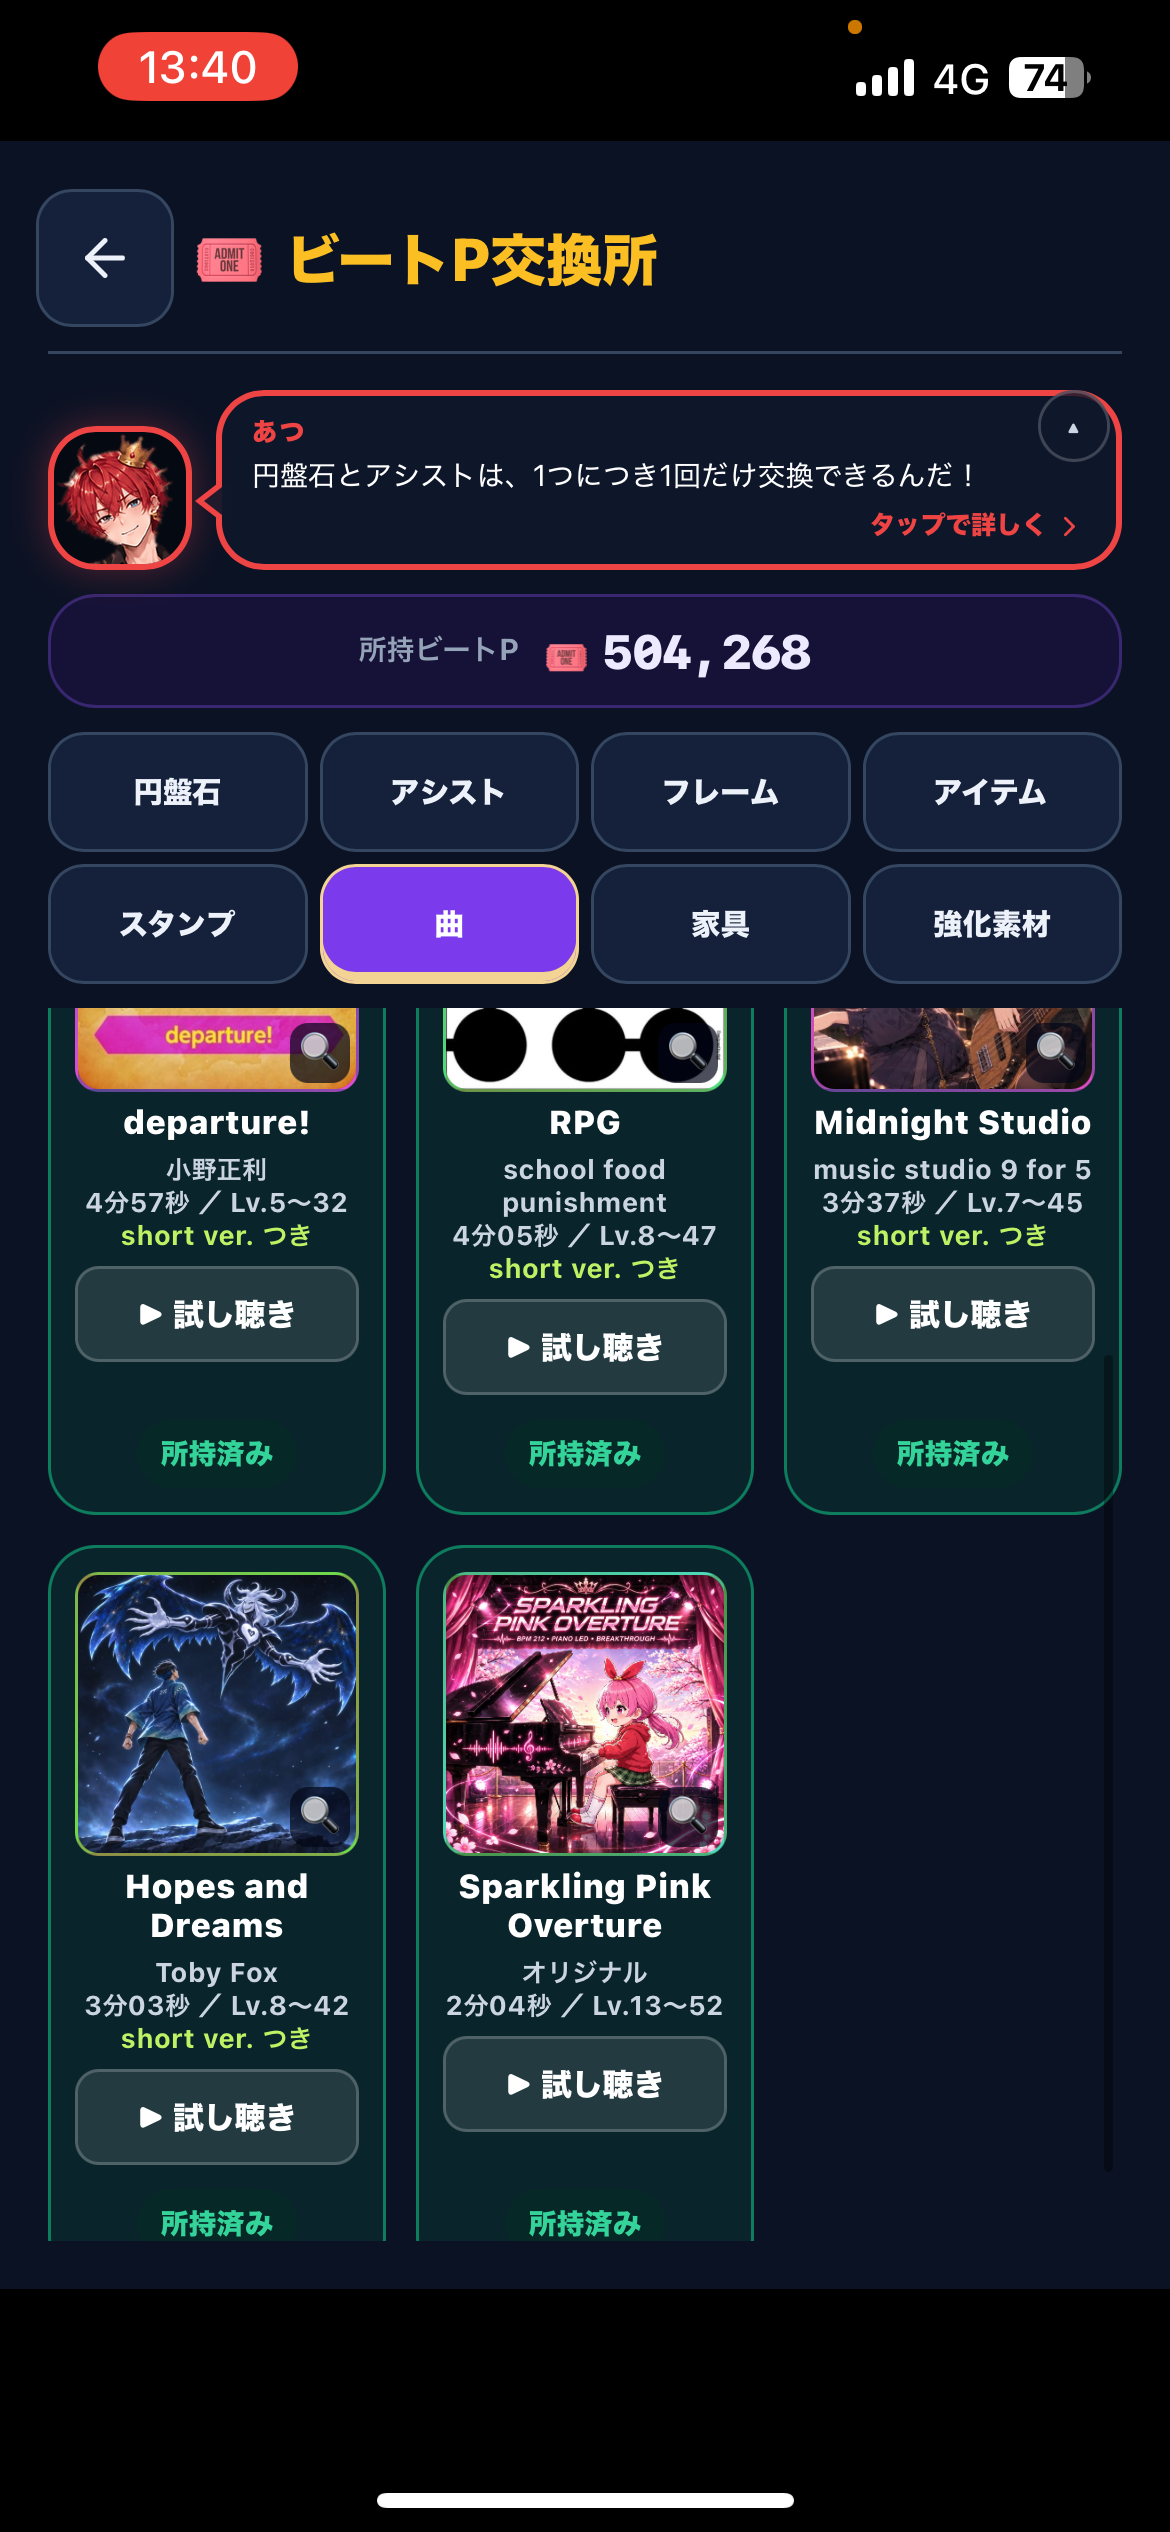 13:40
4G
74
ADMIT ONE
ビートP交換所
あつ
円盤石とアシストは、1つにつき1回だけ交換できるんだ！
タップで詳しく
所持ビートP
ADMIT ONE
504,268
円盤石
アシスト
フレーム
アイテム
スタンプ
曲
家具
強化素材
departure!
departure!
小野正利
4分57秒 ／ Lv.5〜32
short ver. つき
試し聴き
所持済み
RPG
school food
punishment
4分05秒 ／ Lv.8〜47
short ver. つき
試し聴き
所持済み
Midnight Studio
music studio 9 for 5
3分37秒 ／ Lv.7〜45
short ver. つき
試し聴き
所持済み
Hopes and
Dreams
Toby Fox
3分03秒 ／ Lv.8〜42
short ver. つき
試し聴き
所持済み
SPARKLING
PINK OVERTURE
BPM 212 • PIANO LED • BREAKTHROUGH
Sparkling Pink
Overture
オリジナル
2分04秒 ／ Lv.13〜52
試し聴き
所持済み